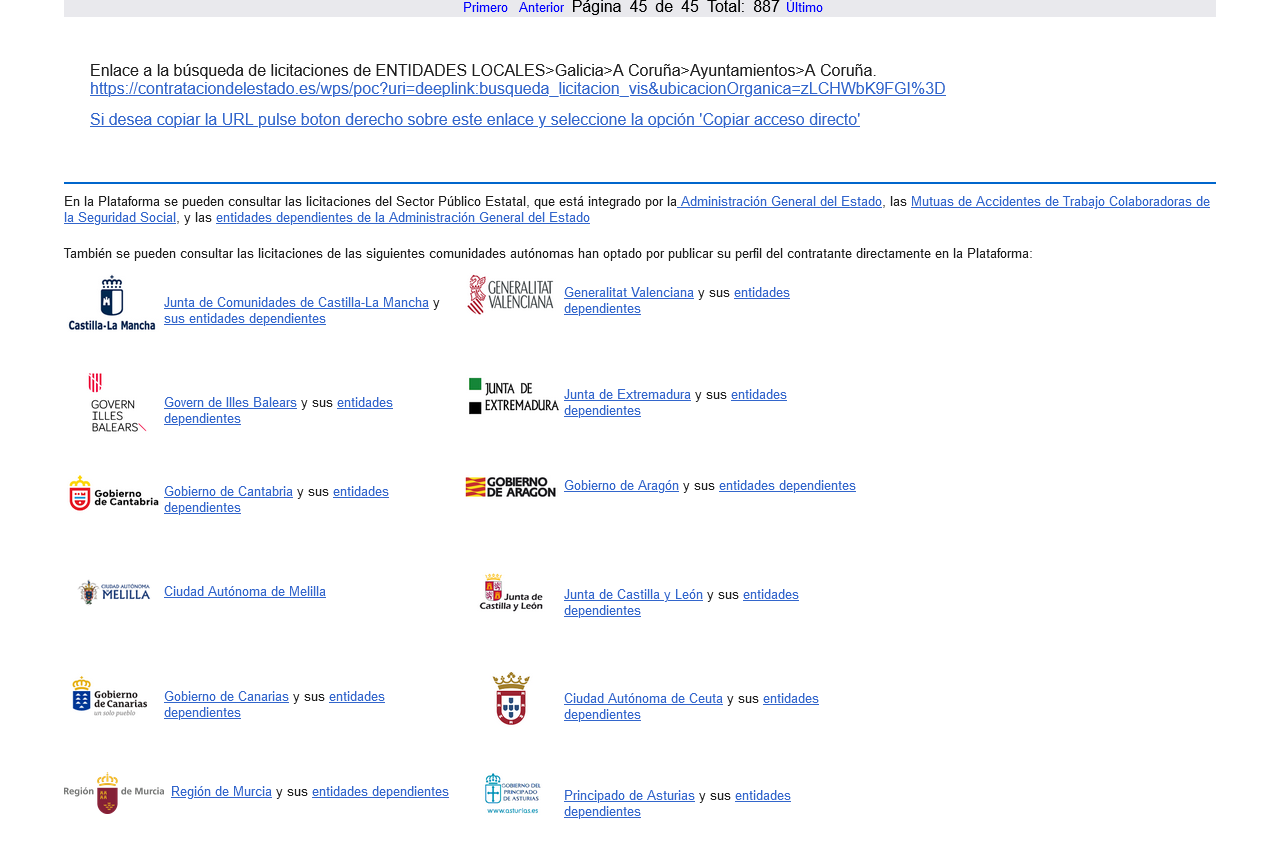 Primero Anterior Página 45 de 45 Total: 887 Último
Enlace a la búsqueda de licitaciones de ENTIDADES LOCALES>Galicia>A Coruña>Ayuntamientos>A Coruña.
https://contrataciondelestado.es/wps/poc?uri=deeplink:busqueda_licitacion_vis&ubicacionOrganica=zLCHWbK9FGI%3D
Si desea copiar la URL pulse boton derecho sobre este enlace y seleccione la opción 'Copiar acceso directo'
En la Plataforma se pueden consultar las licitaciones del Sector Público Estatal, que está integrado por la Administración General del Estado, las Mutuas de Accidentes de Trabajo Colaboradoras de
la Seguridad Social, y las entidades dependientes de la Administración General del Estado
También se pueden consultar las licitaciones de las siguientes comunidades autónomas han optado por publicar su perfil del contratante directamente en la Plataforma:
Castilla-La Mancha
Junta de Comunidades de Castilla-La Mancha y
sus entidades dependientes
GENERALITAT
VALENCIANA
Generalitat Valenciana y sus entidades
dependientes
GOVERN
ILLES
BALEARS
Govern de Illes Balears y sus entidades
dependientes
JUNTA DE
EXTREMADURA
Junta de Extremadura y sus entidades
dependientes
Gobierno
de Cantabria
Gobierno de Cantabria y sus entidades
dependientes
GOBIERNO
DE ARAGON
Gobierno de Aragón y sus entidades dependientes
CIUDAD AUTÓNOMA
MELILLA
Ciudad Autónoma de Melilla
Junta de
Castilla y León
Junta de Castilla y León y sus entidades
dependientes
Gobierno
de Canarias
un solo pueblo
Gobierno de Canarias y sus entidades
dependientes
Ciudad Autónoma de Ceuta y sus entidades
dependientes
Región de Murcia
Región de Murcia y sus entidades dependientes
GOBIERNO DEL
PRINCIPADO DE
ASTURIAS
www.asturias.es
Principado de Asturias y sus entidades
dependientes